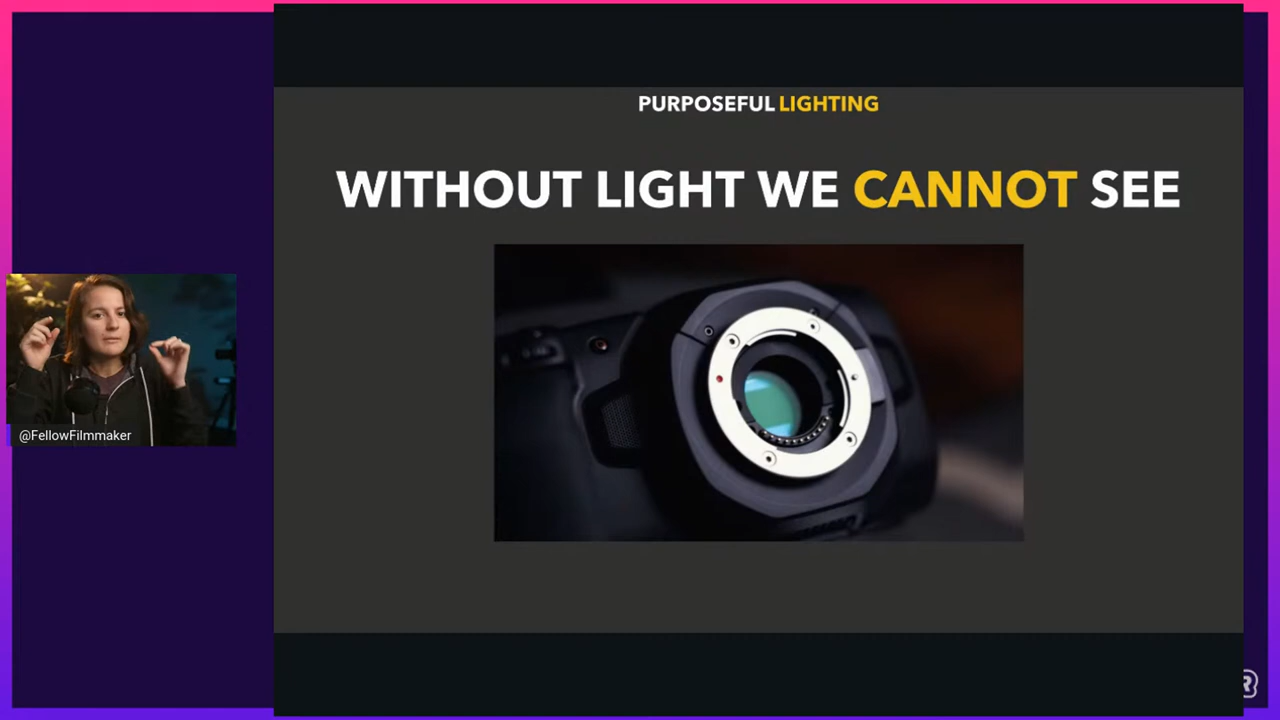 PURPOSEFUL LIGHTING
WITHOUT LIGHT WE CANNOT SEE
@FellowFilmmaker
R